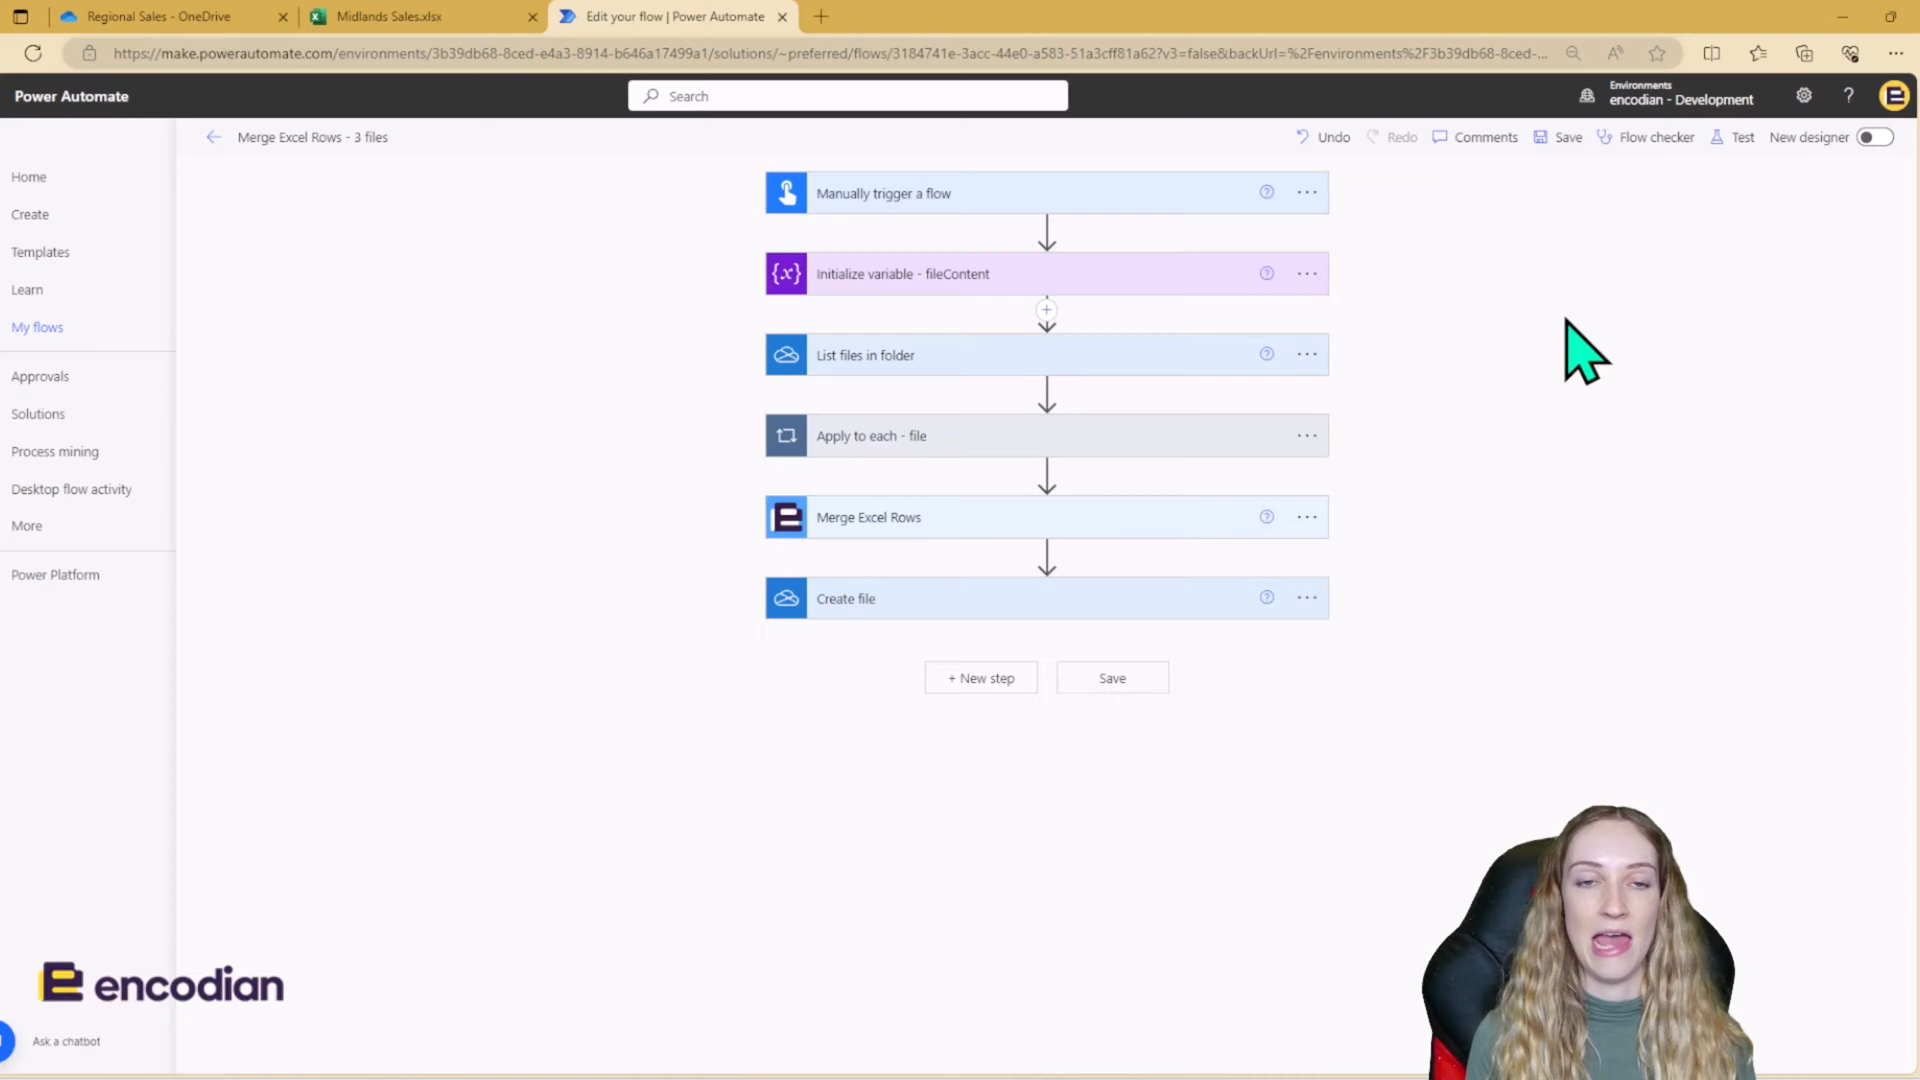 Regional Sales - OneDrive
Midlands Sales.xlsx
Edit your flow | Power Automate
https://make.powerautomate.com/environments/3b39db68-8ced-e4a3-8914-b646a17499a1/solutions/~preferred/flows/3184741e-3acc-44e0-a583-51a3cff81a62?v3=false&backUrl=%2Fenvironments%2F3b39db68-8ced-...
Power Automate
Search
Environments
encodian - Development
Merge Excel Rows - 3 files
Undo
Redo
Comments
Save
Flow checker
Test
New designer
Home
Create
Templates
Learn
My flows
Approvals
Solutions
Process mining
Desktop flow activity
More
Power Platform
Manually trigger a flow
{x} Initialize variable - fileContent
List files in folder
Apply to each - file
Merge Excel Rows
Create file
+ New step
Save
encodian
Ask a chatbot